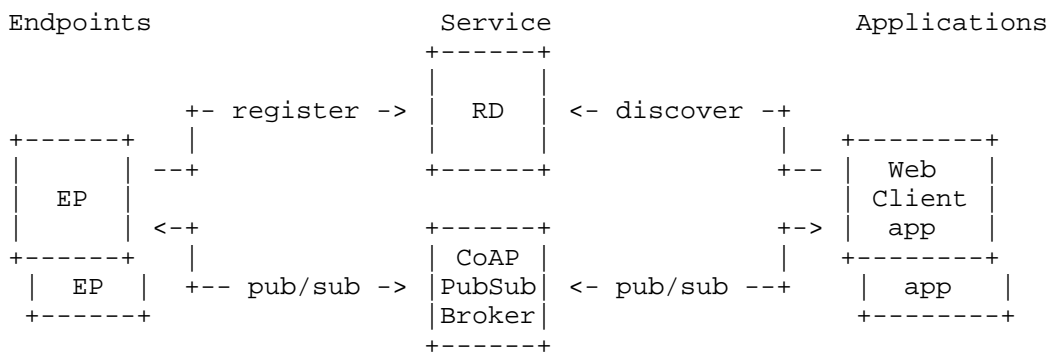 Endpoints Service Applications
+------+
| |
+- register -> | RD | <- discover -+
+------+ | | | | +--------+
| | --+ +------+ +-- | Web |
| EP | | Client |
| | <-+ +------+ +-> | app |
+------+ | | CoAP | | +--------+
| EP | +-- pub/sub -> |PubSub| <- pub/sub --+ | app |
+------+ |Broker| +--------+
+------+